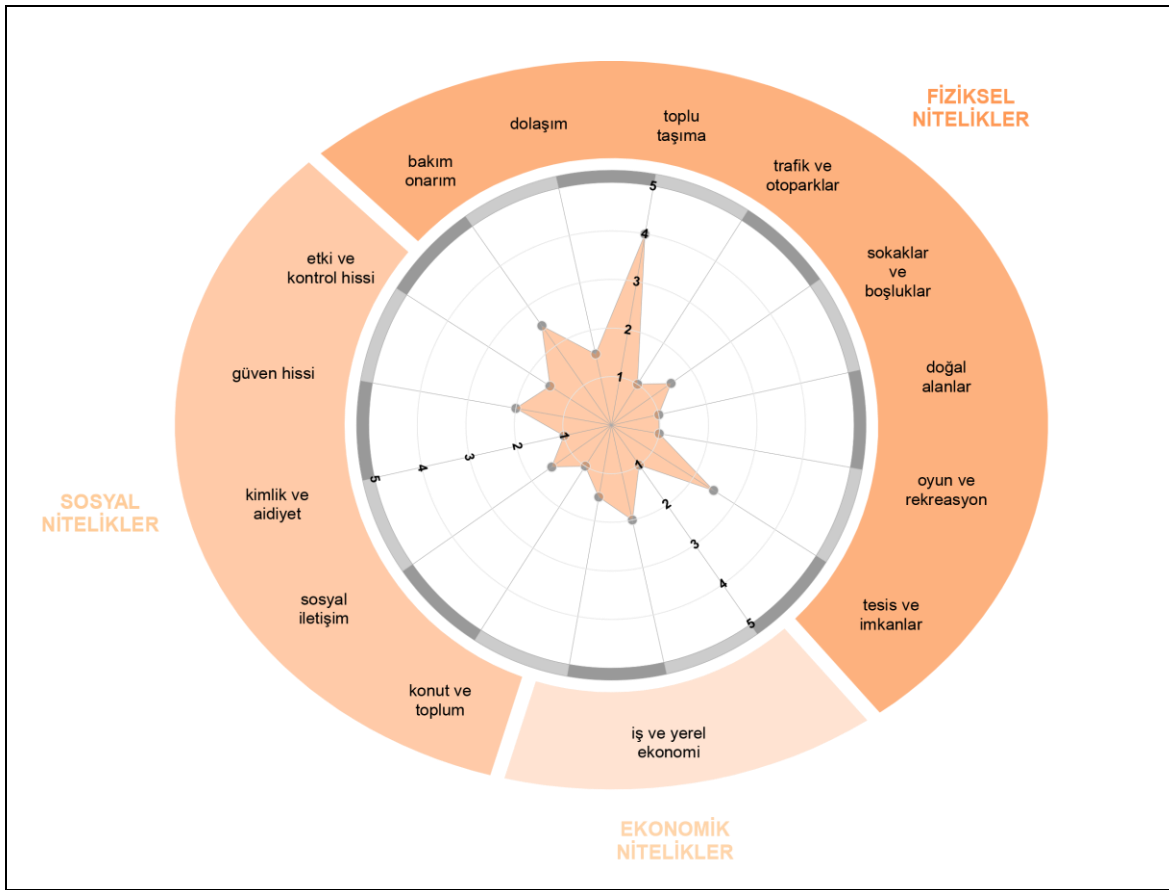 FİZİKSEL
NİTELİKLER
toplu
taşıma
dolaşım
bakım
onarım
trafik ve
otoparklar
sokaklar
ve
boşluklar
doğal
alanlar
oyun ve
rekreasyon
tesis ve
imkanlar
etki ve
kontrol hissi
güven hissi
kimlik ve
aidiyet
sosyal
iletişim
konut ve
toplum
SOSYAL
NİTELİKLER
iş ve yerel
ekonomi
EKONOMİK
NİTELİKLER
5
4
3
2
1
5
4
3
2
1
1
2
3
4
5